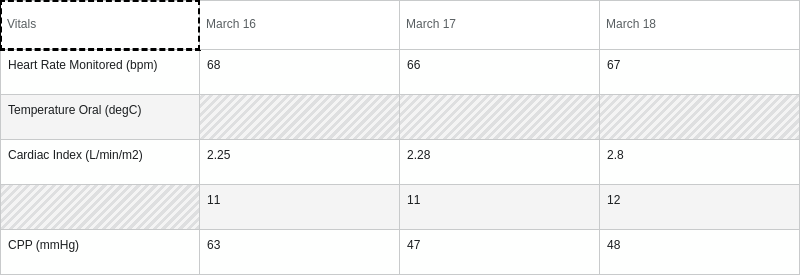 Vitals March 16 March 17 March 18
Heart Rate Monitored (bpm) 68 66 67
Temperature Oral (degC)
Cardiac Index (L/min/m2) 2.25 2.28 2.8
11 11 12
CPP (mmHg) 63 47 48